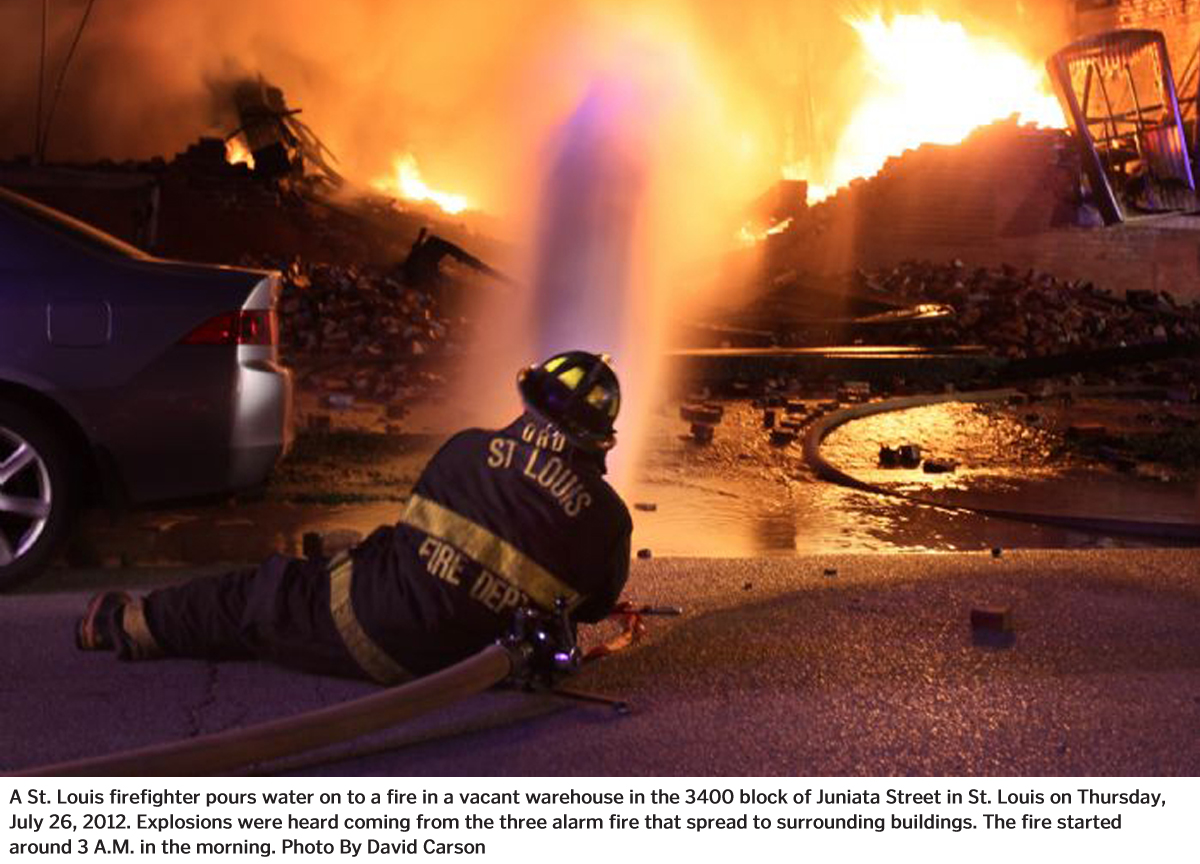 ST LOUIS
FIRE DEPT
A St. Louis firefighter pours water on to a fire in a vacant warehouse in the 3400 block of Juniata Street in St. Louis on Thursday,
July 26, 2012. Explosions were heard coming from the three alarm fire that spread to surrounding buildings. The fire started
around 3 A.M. in the morning. Photo By David Carson